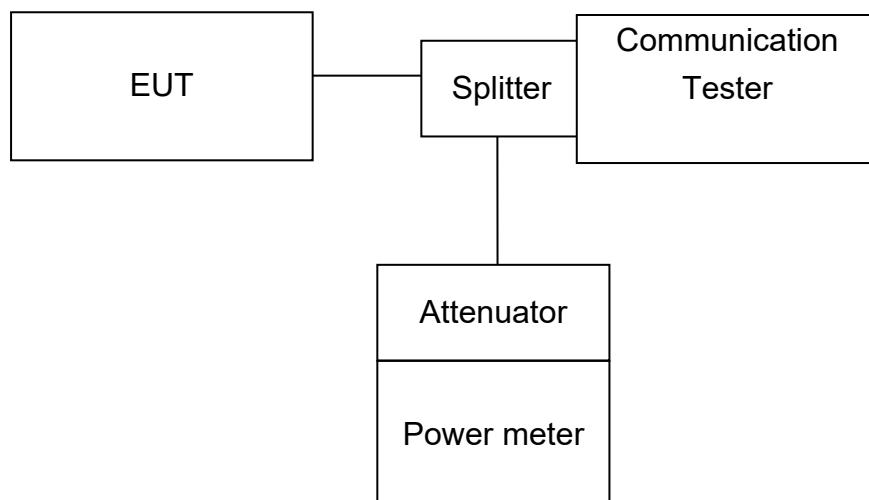 EUT
Splitter
Communication
Tester
Attenuator
Power meter